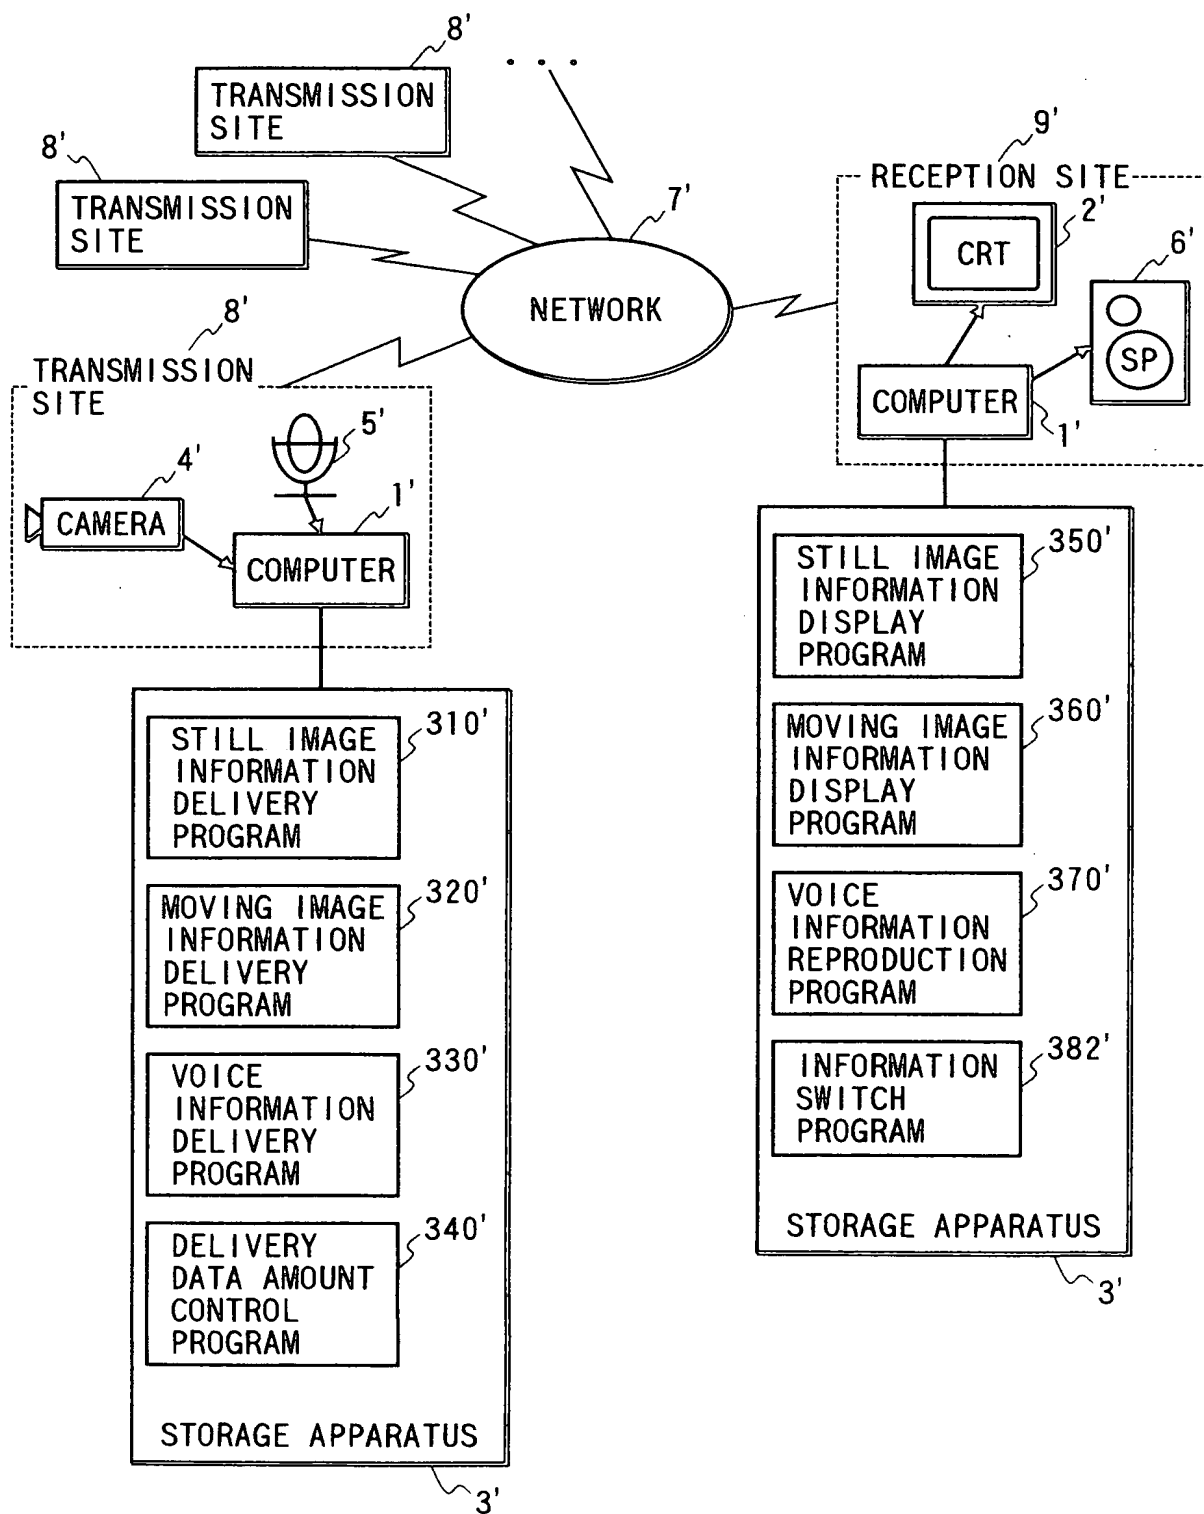 8'
. . .
TRANSMISSION
SITE
8'
TRANSMISSION
SITE
7'
NETWORK
9'
RECEPTION SITE
2'
CRT
6'
SP
COMPUTER
1'
8'
TRANSMISSION
SITE
5'
4'
CAMERA
1'
COMPUTER
310'
STILL IMAGE
INFORMATION
DELIVERY
PROGRAM
320'
MOVING IMAGE
INFORMATION
DELIVERY
PROGRAM
330'
VOICE
INFORMATION
DELIVERY
PROGRAM
340'
DELIVERY
DATA AMOUNT
CONTROL
PROGRAM
STORAGE APPARATUS
3'
350'
STILL IMAGE
INFORMATION
DISPLAY
PROGRAM
360'
MOVING IMAGE
INFORMATION
DISPLAY
PROGRAM
370'
VOICE
INFORMATION
REPRODUCTION
PROGRAM
382'
INFORMATION
SWITCH
PROGRAM
STORAGE APPARATUS
3'